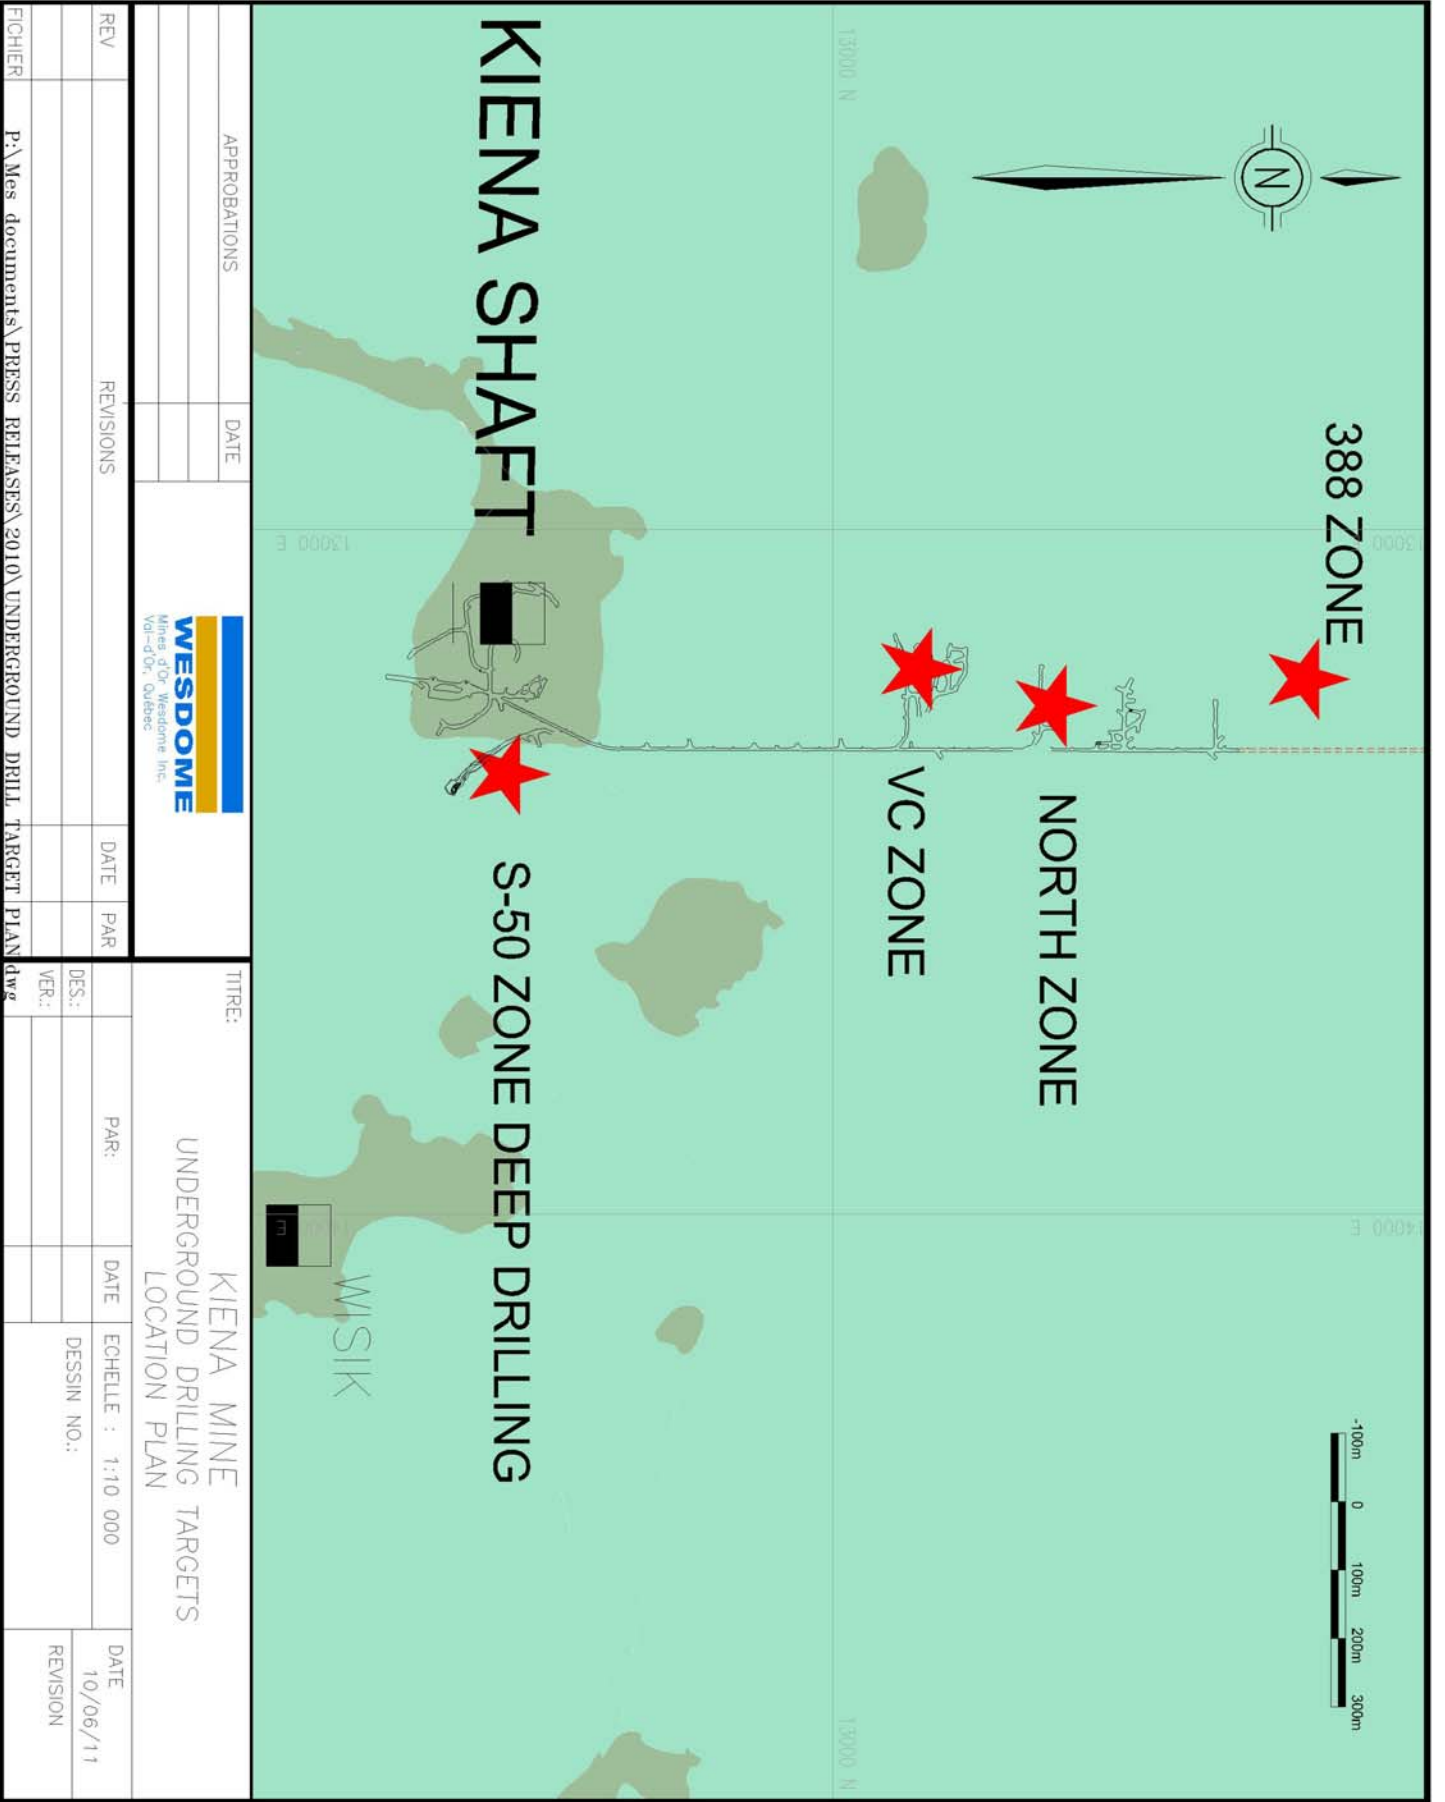 388 ZONE
-100m 0 100m 200m 300m
N
13000 E
14000 E
NORTH ZONE
VC ZONE
13000 N
13000 N
KIENA SHAFT
S-50 ZONE DEEP DRILLING
WISIK
13000 E
E
APPROBATIONS
DATE
WESDOME
Mines d'Or Wesdome Inc.
Val-d'Or, Québec
TITRE:
KIENA MINE
UNDERGROUND DRILLING TARGETS
LOCATION PLAN
REV
REVISIONS
DATE
PAR
PAR:
DATE
ECHELLE : 1:10 000
DATE
10/06/11
DES.:
VER.:
DESSIN NO.:
REVISION
FICHIER
P:\Mes documents\PRESS RELEASES\2010\UNDERGROUND DRILL TARGET PLAN.dwg